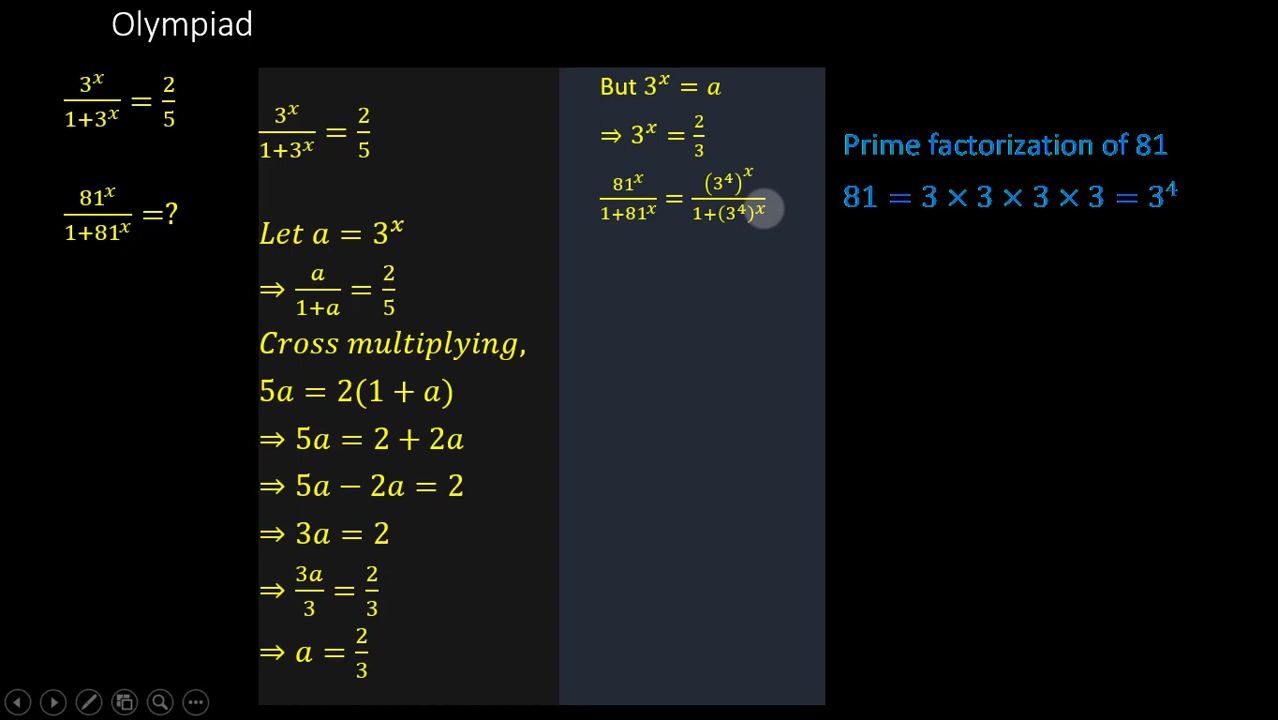 Olympiad
3^x/(1+3^x) = 2/5
81^x/(1+81^x) =?
3^x/(1+3^x) = 2/5
Let a = 3^x
⇒ a/(1+a) = 2/5
Cross multiplying,
5a = 2(1 + a)
⇒ 5a = 2 + 2a
⇒ 5a − 2a = 2
⇒ 3a = 2
⇒ 3a/3 = 2/3
⇒ a = 2/3
But 3^x = a
⇒ 3^x = 2/3
81^x/(1+81^x) = (3^4)^x/(1+(3^4)^x)
Prime factorization of 81
81 = 3 × 3 × 3 × 3 = 3^4